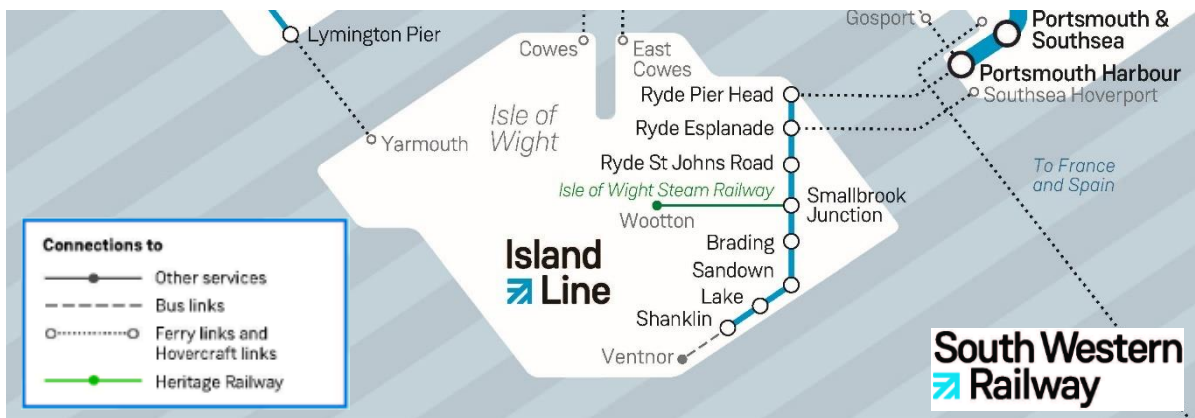 Lymington Pier
Cowes
East
Cowes
Gosport
Portsmouth &
Southsea
Portsmouth Harbour
Southsea Hoverport
Isle of
Wight
Yarmouth
Ryde Pier Head
Ryde Esplanade
Ryde St Johns Road
Isle of Wight Steam Railway
Wootton
Smallbrook
Junction
To France
and Spain
Brading
Sandown
Lake
Shanklin
Ventnor
Island
Line
Connections to
Other services
Bus links
Ferry links and
Hovercraft links
Heritage Railway
South Western
Railway